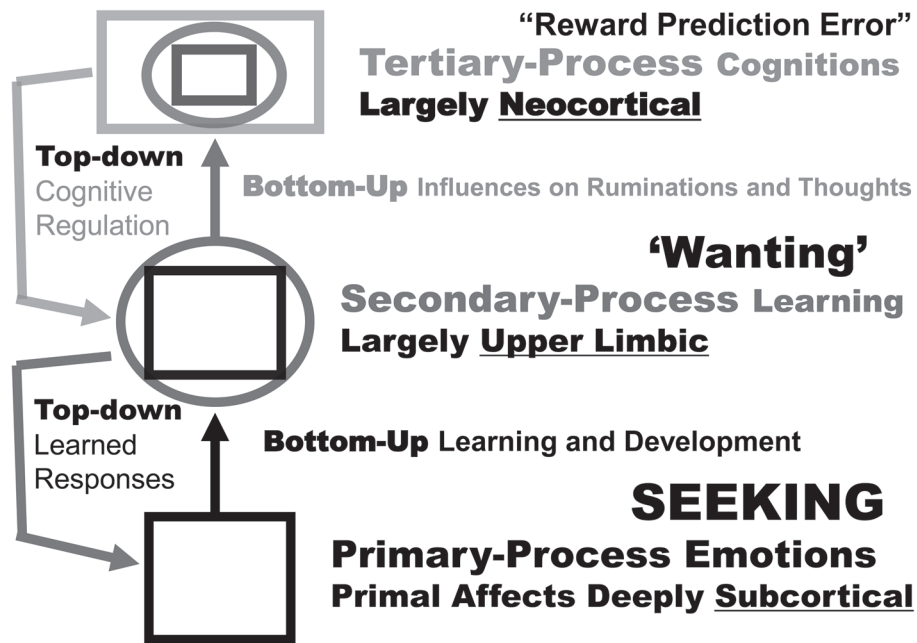 “Reward Prediction Error”
Tertiary-Process Cognitions
Largely Neocortical
Top-down
Cognitive
Regulation
Bottom-Up Influences on Ruminations and Thoughts
‘Wanting’
Secondary-Process Learning
Largely Upper Limbic
Top-down
Learned
Responses
Bottom-Up Learning and Development
SEEKING
Primary-Process Emotions
Primal Affects Deeply Subcortical